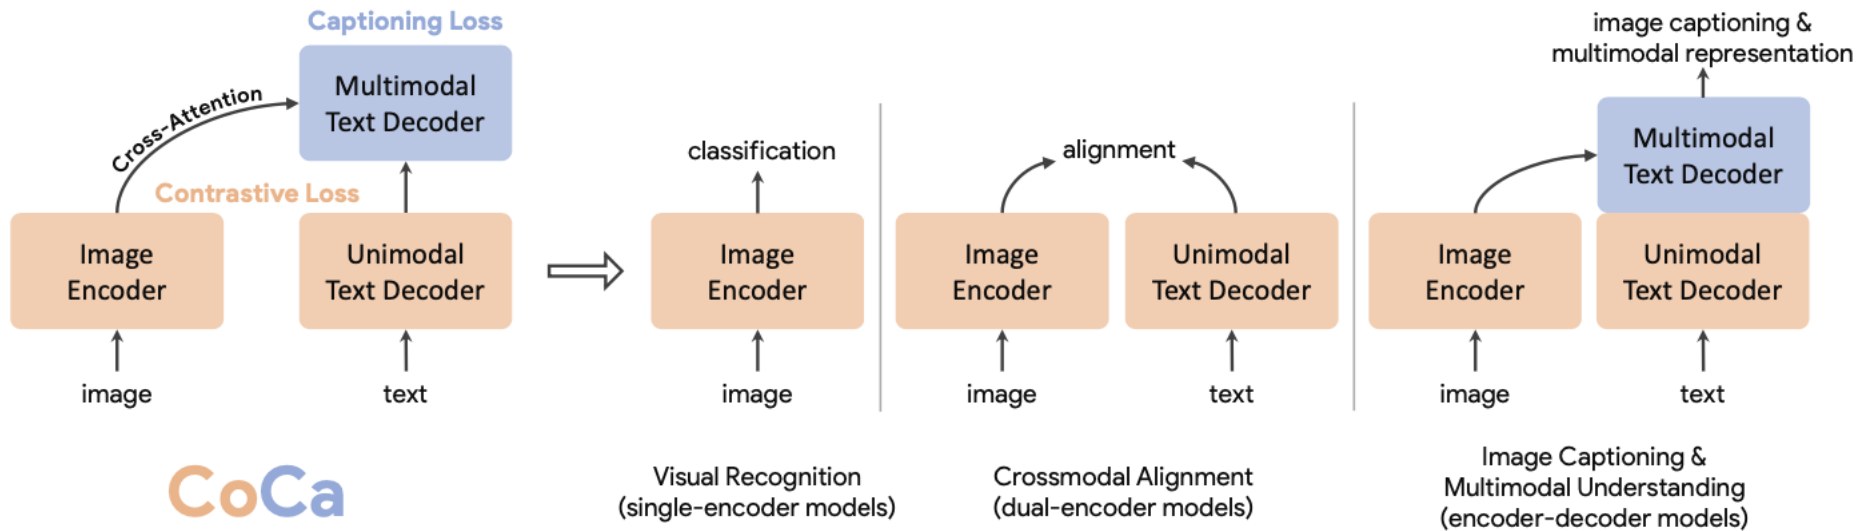 Captioning Loss
Multimodal
Text Decoder
Cross-Attention
Contrastive Loss
Image
Encoder
Unimodal
Text Decoder
image
text
CoCa
classification
Image
Encoder
image
Visual Recognition
(single-encoder models)
alignment
Image
Encoder
Unimodal
Text Decoder
image
text
Crossmodal Alignment
(dual-encoder models)
image captioning &
multimodal representation
Multimodal
Text Decoder
Image
Encoder
Unimodal
Text Decoder
image
text
Image Captioning &
Multimodal Understanding
(encoder-decoder models)